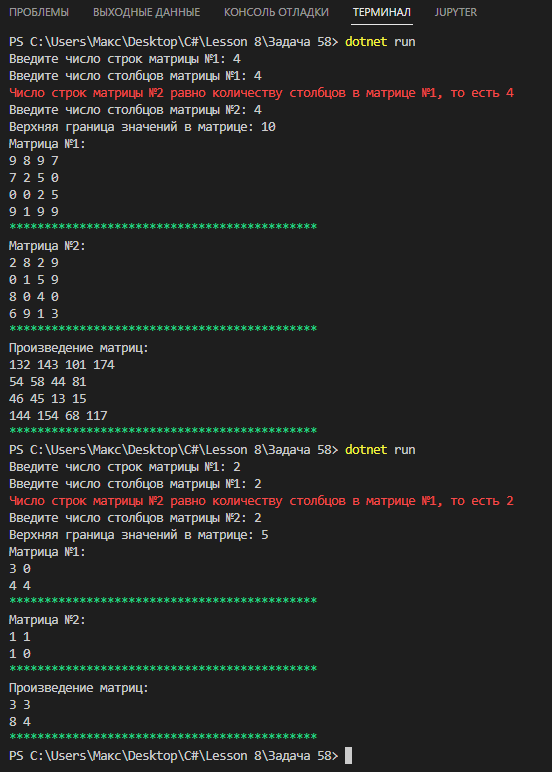 ПРОБЛЕМЫ ВЫХОДНЫЕ ДАННЫЕ КОНСОЛЬ ОТЛАДКИ ТЕРМИНАЛ JUPYTER
PS C:\Users\Макс\Desktop\C#\Lesson 8\Задача 58> dotnet run
Введите число строк матрицы №1: 4
Введите число столбцов матрицы №1: 4
Число строк матрицы №2 равно количеству столбцов в матрице №1, то есть 4
Введите число столбцов матрицы №2: 4
Верхняя граница значений в матрице: 10
Матрица №1:
9 8 9 7
7 2 5 0
0 0 2 5
9 1 9 9
********************************************
Матрица №2:
2 8 2 9
0 1 5 9
8 0 4 0
6 9 1 3
********************************************
Произведение матриц:
132 143 101 174
54 58 44 81
46 45 13 15
144 154 68 117
********************************************
PS C:\Users\Макс\Desktop\C#\Lesson 8\Задача 58> dotnet run
Введите число строк матрицы №1: 2
Введите число столбцов матрицы №1: 2
Число строк матрицы №2 равно количеству столбцов в матрице №1, то есть 2
Введите число столбцов матрицы №2: 2
Верхняя граница значений в матрице: 5
Матрица №1:
3 0
4 4
********************************************
Матрица №2:
1 1
1 0
********************************************
Произведение матриц:
3 3
8 4
********************************************
PS C:\Users\Макс\Desktop\C#\Lesson 8\Задача 58>